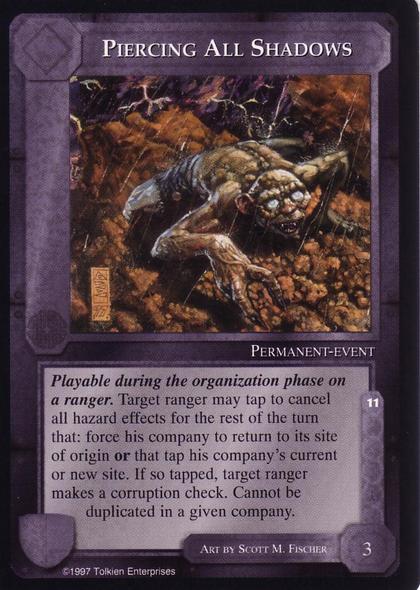 PIERCING ALL SHADOWS
PERMANENT-EVENT
Playable during the organization phase on
a ranger. Target ranger may tap to cancel
all hazard effects for the rest of the turn
that: force his company to return to its site
of origin or that tap his company's current
or new site. If so tapped, target ranger
makes a corruption check. Cannot be
duplicated in a given company.
11
ART BY SCOTT M. FISCHER
3
©1997 Tolkien Enterprises